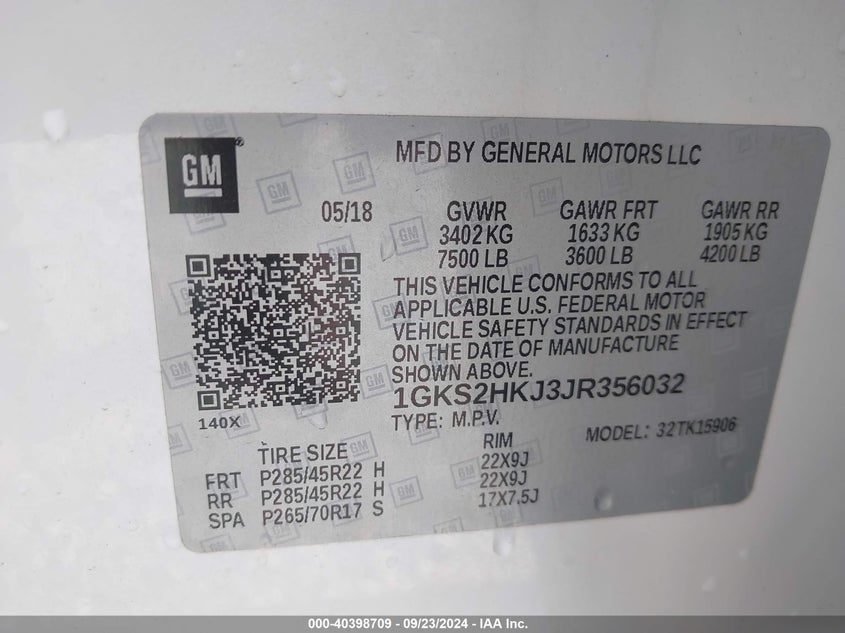 GM
MFD BY GENERAL MOTORS LLC
05/18 GVWR GAWR FRT GAWR RR
3402 KG 1633 KG 1905 KG
7500 LB 3600 LB 4200 LB
THIS VEHICLE CONFORMS TO ALL
APPLICABLE U.S. FEDERAL MOTOR
VEHICLE SAFETY STANDARDS IN EFFECT
ON THE DATE OF MANUFACTURE
SHOWN ABOVE.
1GKS2HKJ3JR356032
140X
TYPE: M.P.V. MODEL: 32TK15906
TIRE SIZE RIM
FRT P285/45R22 H 22X9J
RR P285/45R22 H 22X9J
SPA P265/70R17 S 17X7.5J
000-40398709 - 09/23/2024 - IAA Inc.